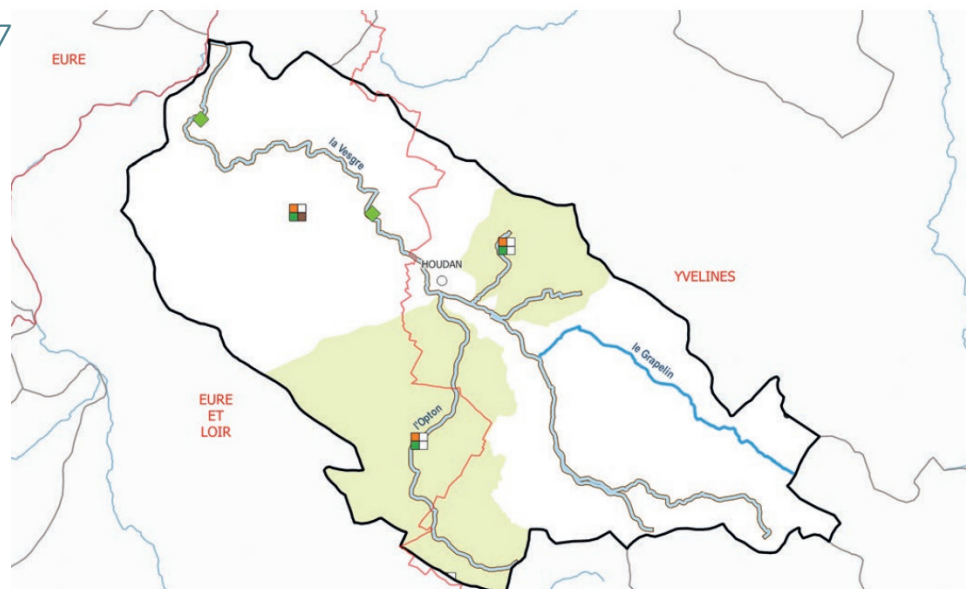 7
EURE
la Vesgre
HOUDAN
YVELINES
le Grapelin
EURE
ET
LOIR
l'Opton